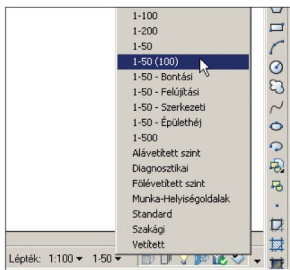 1-100
1-200
1-50
1-50 (100)
1-50 - Bontási
1-50 - Felújítási
1-50 - Szerkezeti
1-50 - Épülethéj
1-500
Alávetített szint
Diagnosztikai
Fölévetített szint
Munka-Helyiségoldalak
Standard
Szakági
Vetített
Lépték: 1:100 1-50